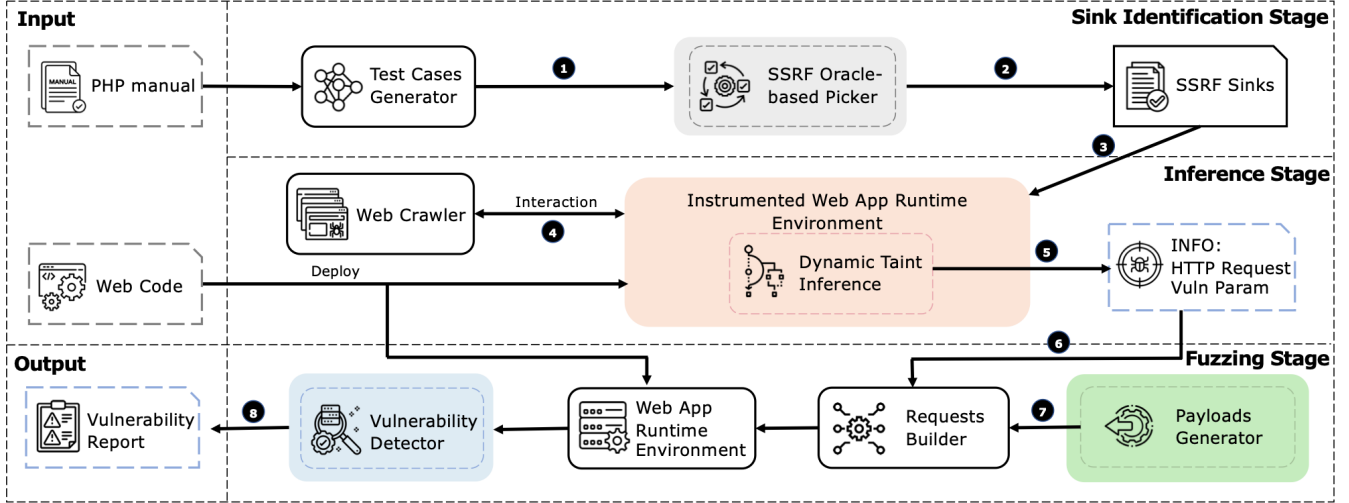 Input
Sink Identification Stage
MANUAL
PHP manual
Test Cases
Generator
1
SSRF Oracle-
based Picker
2
SSRF Sinks
3
Inference Stage
Web Crawler
Interaction
4
Instrumented Web App Runtime
Environment
Dynamic Taint
Inference
5
INFO:
HTTP Request
Vuln Param
Web Code
Deploy
6
Output
Fuzzing Stage
Vulnerability
Report
8
Vulnerability
Detector
Web App
Runtime
Environment
Requests
Builder
7
Payloads
Generator